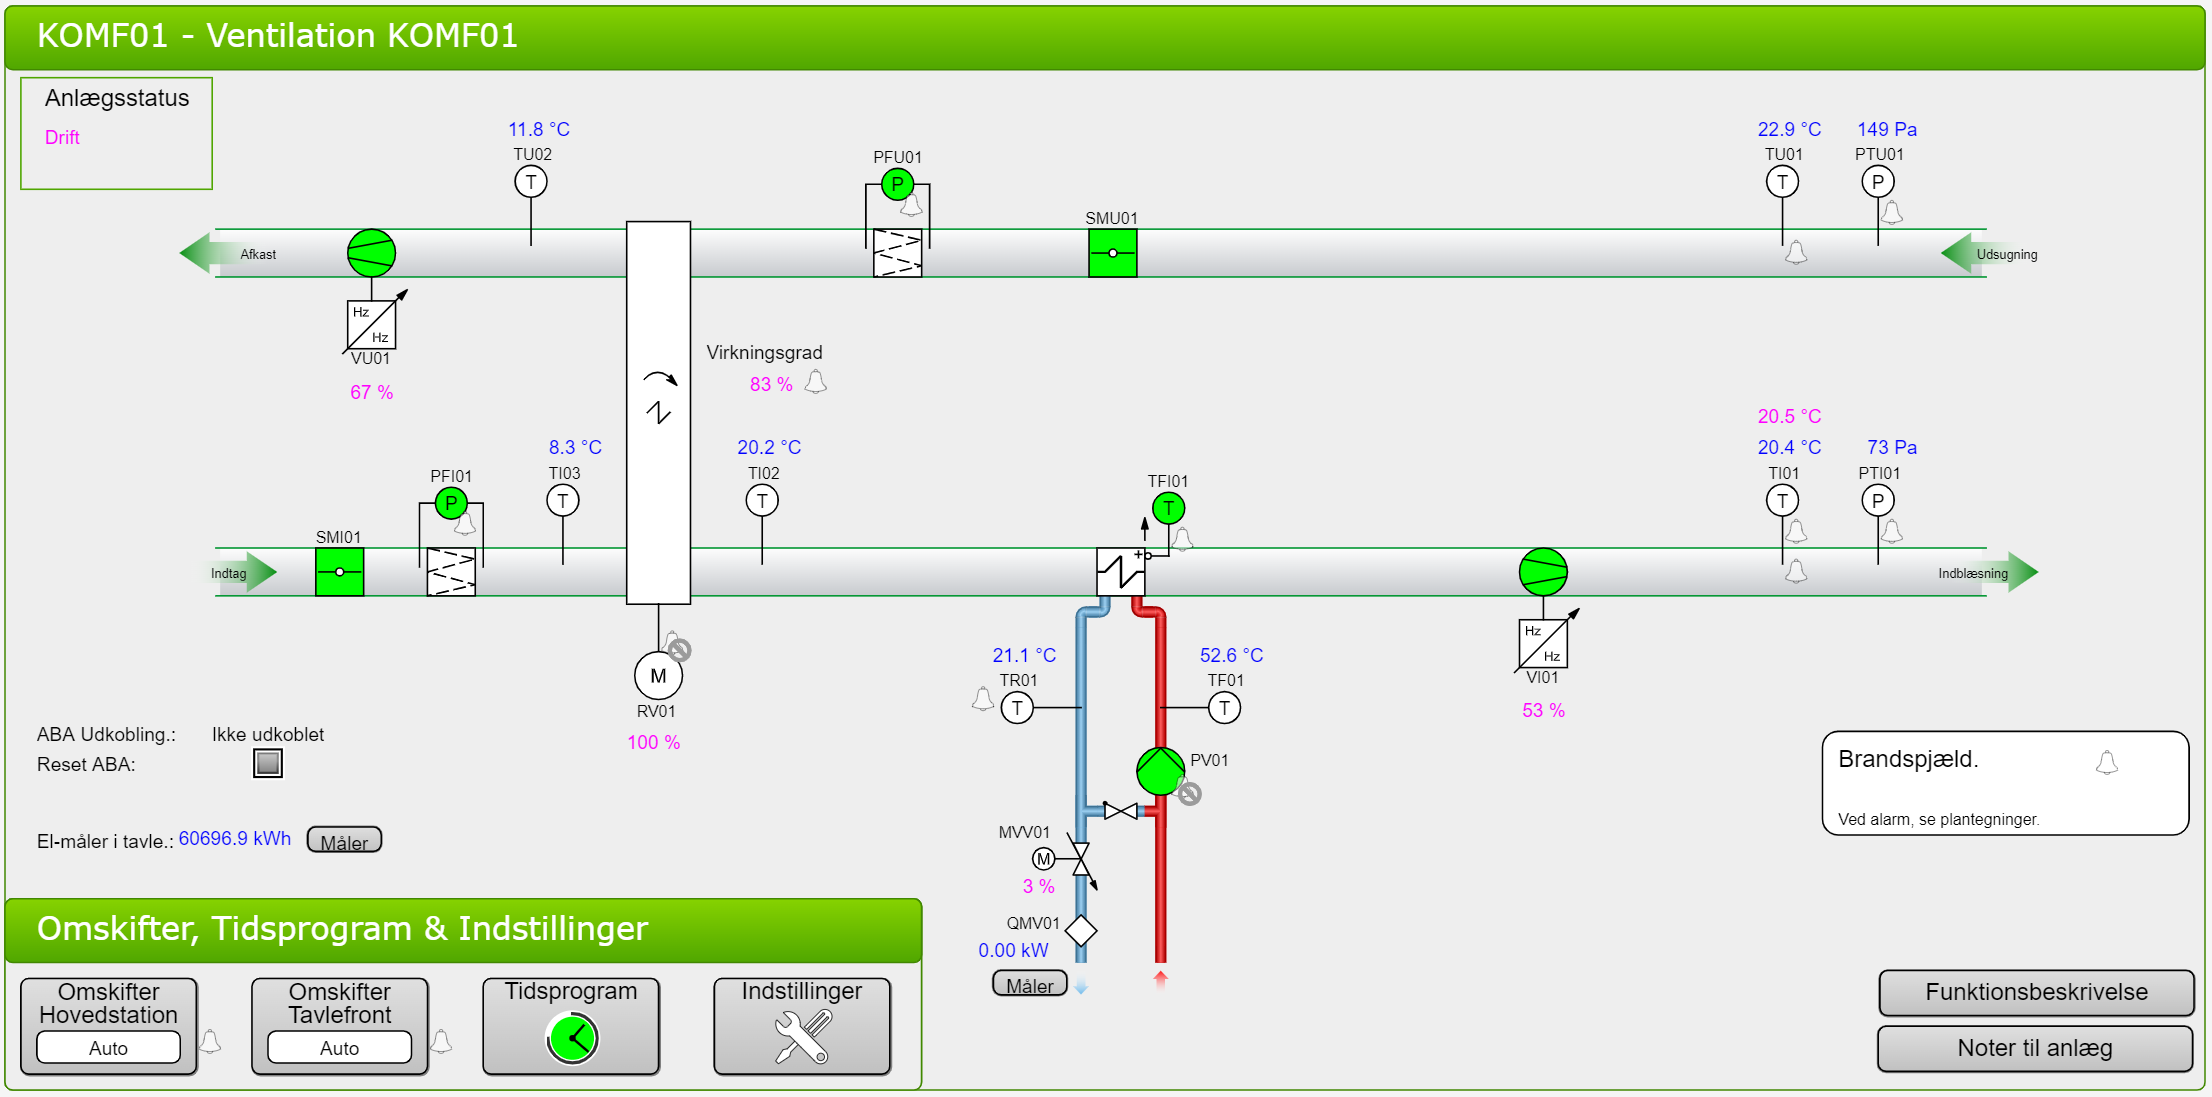 KOMF01 - Ventilation KOMF01
Anlægsstatus
Drift
11.8 °C
TU02
T
PFU01
P
SMU01
22.9 °C
TU01
T
149 Pa
PTU01
P
Afkast
Udsugning
Hz
Hz
VU01
67 %
Virkningsgrad
83 %
8.3 °C
TI03
T
20.2 °C
TI02
T
PFI01
P
SMI01
TFI01
T
20.5 °C
20.4 °C
TI01
T
73 Pa
PTI01
P
Indtag
Indblæsning
+
M
RV01
100 %
21.1 °C
TR01
T
52.6 °C
TF01
T
Hz
Hz
VI01
53 %
PV01
ABA Udkobling.: Ikke udkoblet
Reset ABA:
El-måler i tavle.: 60696.9 kWh Måler
MVV01
M
3 %
QMV01
0.00 kW
Måler
Brandspjæld.
Ved alarm, se plantegninger.
Omskifter, Tidsprogram & Indstillinger
Omskifter
Hovedstation
Auto
Omskifter
Tavlefront
Auto
Tidsprogram
Indstillinger
Funktionsbeskrivelse
Noter til anlæg